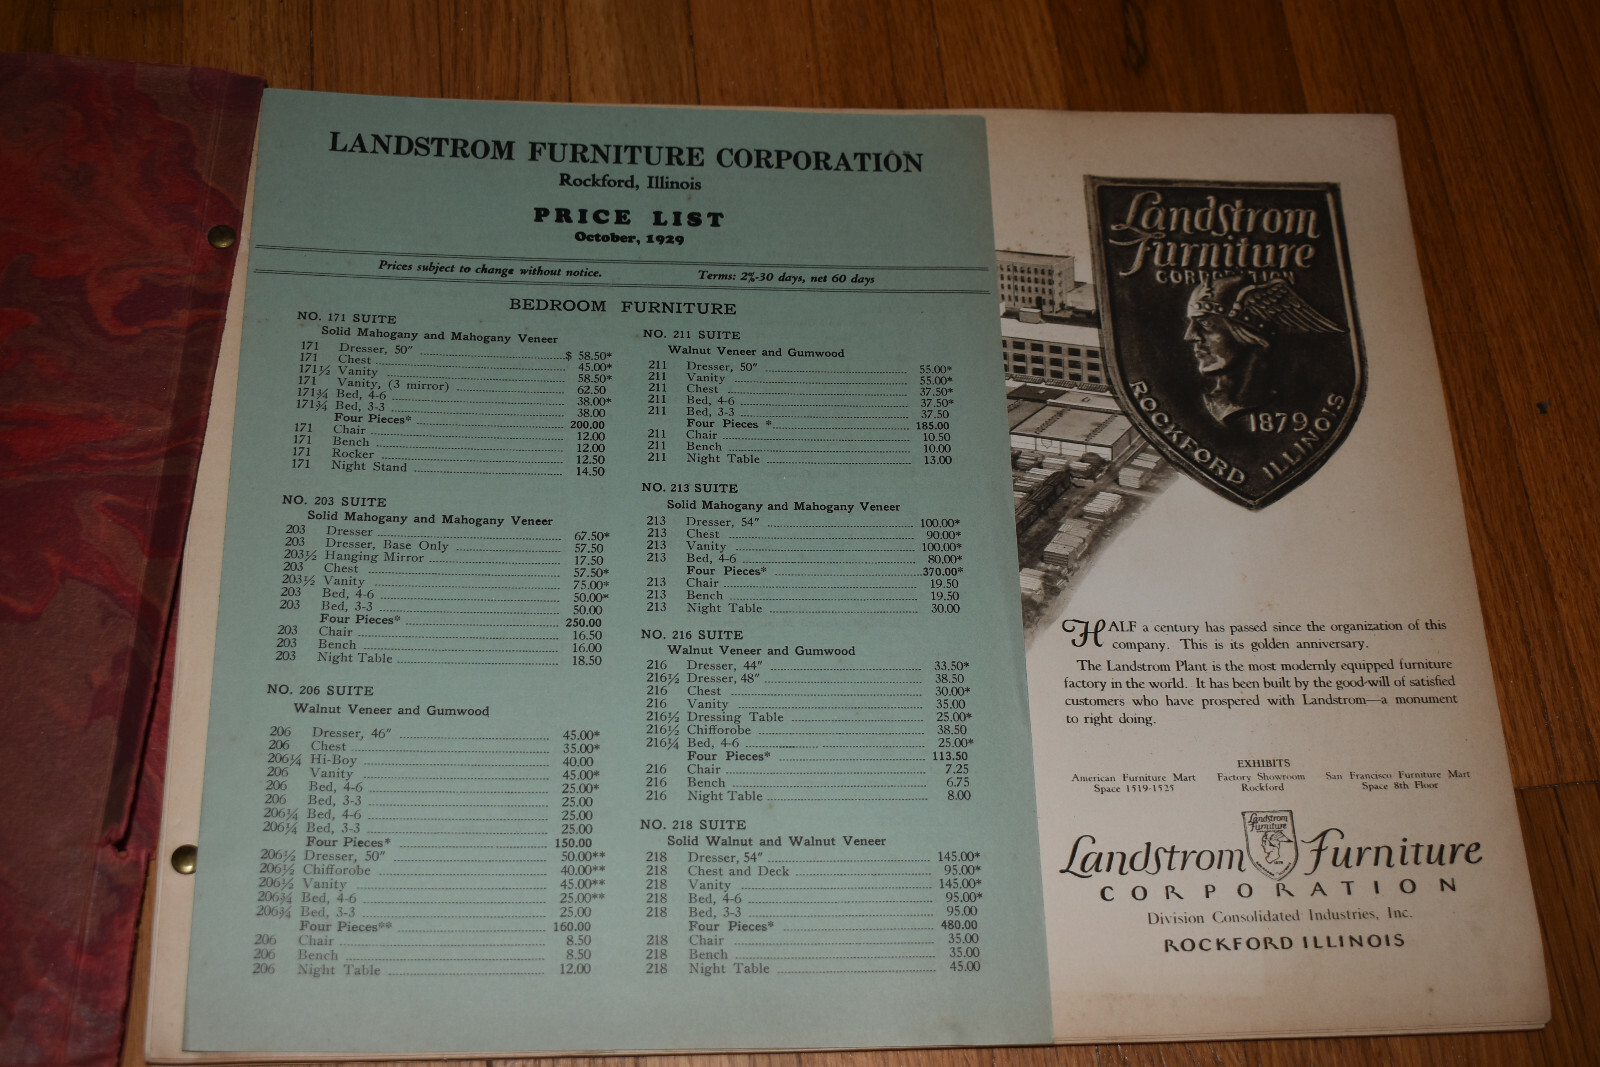 LANDSTROM FURNITURE CORPORATION
Rockford, Illinois
PRICE LIST
October, 1929
Prices subject to change without notice. Terms: 2%-30 days, net 60 days
BEDROOM FURNITURE
NO. 171 SUITE
Solid Mahogany and Mahogany Veneer
171 Dresser, 50" $ 58.50*
171 Chest 45.00*
171½ Vanity 58.50*
171 Vanity, (3 mirror) 62.50
171¾ Bed, 4-6 38.00*
171¾ Bed, 3-3 38.00
Four Pieces* 200.00
171 Chair 12.00
171 Bench 12.00
171 Rocker 12.50
171 Night Stand 14.50
NO. 203 SUITE
Solid Mahogany and Mahogany Veneer
203 Dresser 67.50*
203 Dresser, Base Only 57.50
203½ Hanging Mirror 17.50
203 Chest 57.50*
203½ Vanity 75.00*
203 Bed, 4-6 50.00*
203 Bed, 3-3 50.00
Four Pieces* 250.00
203 Chair 16.50
203 Bench 16.00
203 Night Table 18.50
NO. 206 SUITE
Walnut Veneer and Gumwood
206 Dresser, 46" 45.00*
206 Chest 35.00*
206¼ Hi-Boy 40.00
206 Vanity 45.00*
206 Bed, 4-6 25.00*
206 Bed, 3-3 25.00
206¼ Bed, 4-6 25.00
206¼ Bed, 3-3 25.00
Four Pieces* 150.00
206½ Dresser, 50" 50.00**
206½ Chifforobe 40.00**
206½ Vanity 45.00**
206¾ Bed, 4-6 25.00**
206¾ Bed, 3-3 25.00
Four Pieces** 160.00
206 Chair 8.50
206 Bench 8.50
206 Night Table 12.00
NO. 211 SUITE
Walnut Veneer and Gumwood
211 Dresser, 50" 55.00*
211 Vanity 55.00*
211 Chest 37.50*
211 Bed, 4-6 37.50*
211 Bed, 3-3 37.50
Four Pieces * 185.00
211 Chair 10.50
211 Bench 10.00
211 Night Table 13.00
NO. 213 SUITE
Solid Mahogany and Mahogany Veneer
213 Dresser, 54" 100.00*
213 Chest 90.00*
213 Vanity 100.00*
213 Bed, 4-6 80.00*
Four Pieces* 370.00*
213 Chair 19.50
213 Bench 19.50
213 Night Table 30.00
NO. 216 SUITE
Walnut Veneer and Gumwood
216 Dresser, 44" 33.50*
216½ Dresser, 48" 38.50
216 Chest 30.00*
216 Vanity 35.00
216½ Dressing Table 25.00*
216½ Chifforobe 38.50
216¼ Bed, 4-6 25.00*
Four Pieces* 113.50
216 Chair 7.25
216 Bench 6.75
216 Night Table 8.00
NO. 218 SUITE
Solid Walnut and Walnut Veneer
218 Dresser, 54" 145.00*
218 Chest and Deck 95.00*
218 Vanity 145.00*
218 Bed, 4-6 95.00*
218 Bed, 3-3 95.00
Four Pieces* 480.00
218 Chair 35.00
218 Bench 35.00
218 Night Table 45.00
Landstrom
Furniture
CORPORATION
1879
ROCKFORD ILLINOIS
HALF a century has passed since the organization of this
company. This is its golden anniversary.
The Landstrom Plant is the most modernly equipped furniture
factory in the world. It has been built by the good-will of satisfied
customers who have prospered with Landstrom—a monument
to right doing.
EXHIBITS
American Furniture Mart Factory Showroom San Francisco Furniture Mart
Space 1519-1525 Rockford Space 8th Floor
Landstrom
Furniture
Landstrom Furniture
CORPORATION
Division Consolidated Industries, Inc.
ROCKFORD ILLINOIS